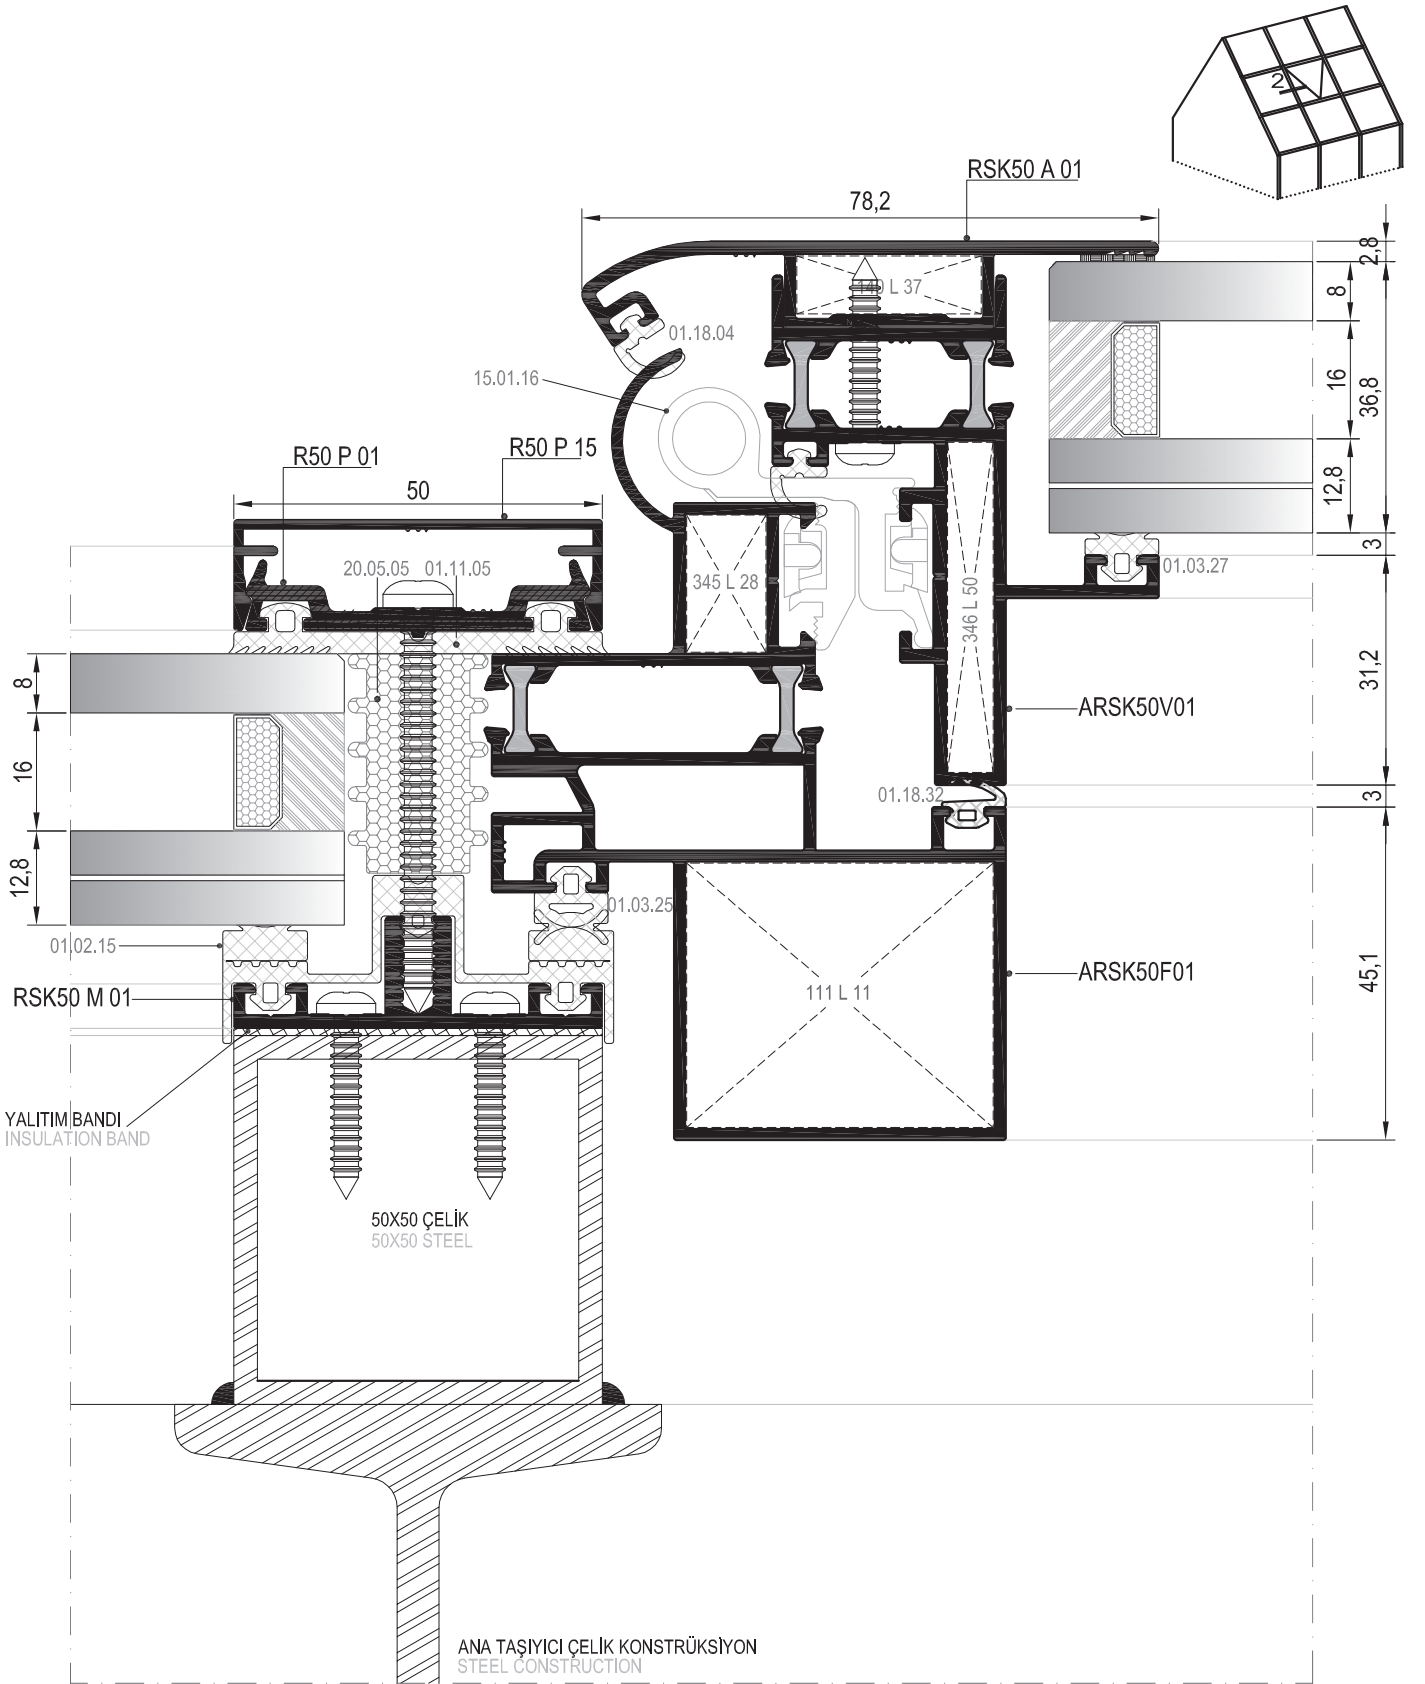 2
RSK50 A 01
78,2
2,8
8
16
36,8
12,8
3
31,2
3
45,1
L 37
01.18.04
15.01.16
R50 P 01
R50 P 15
50
20.05.05
01.11.05
345 L 28
346 L 50
01.03.27
8
16
12,8
ARSK50V01
01.18.32
01.03.25
01.02.15
RSK50 M 01
111 L 11
ARSK50F01
YALITIM BANDI
INSULATION BAND
50X50 ÇELİK
50X50 STEEL
ANA TAŞIYICI ÇELİK KONSTRÜKSİYON
STEEL CONSTRUCTION